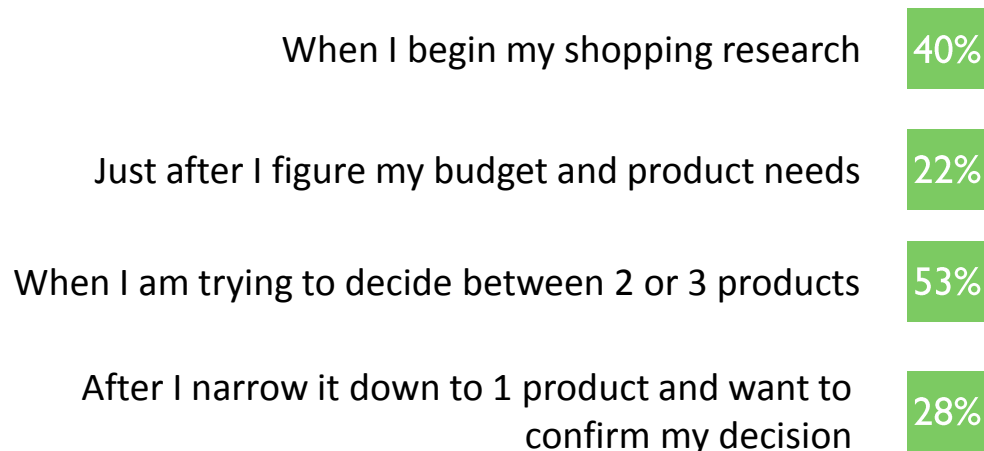 When I begin my shopping research 40%
Just after I figure my budget and product needs 22%
When I am trying to decide between 2 or 3 products 53%
After I narrow it down to 1 product and want to
confirm my decision 28%